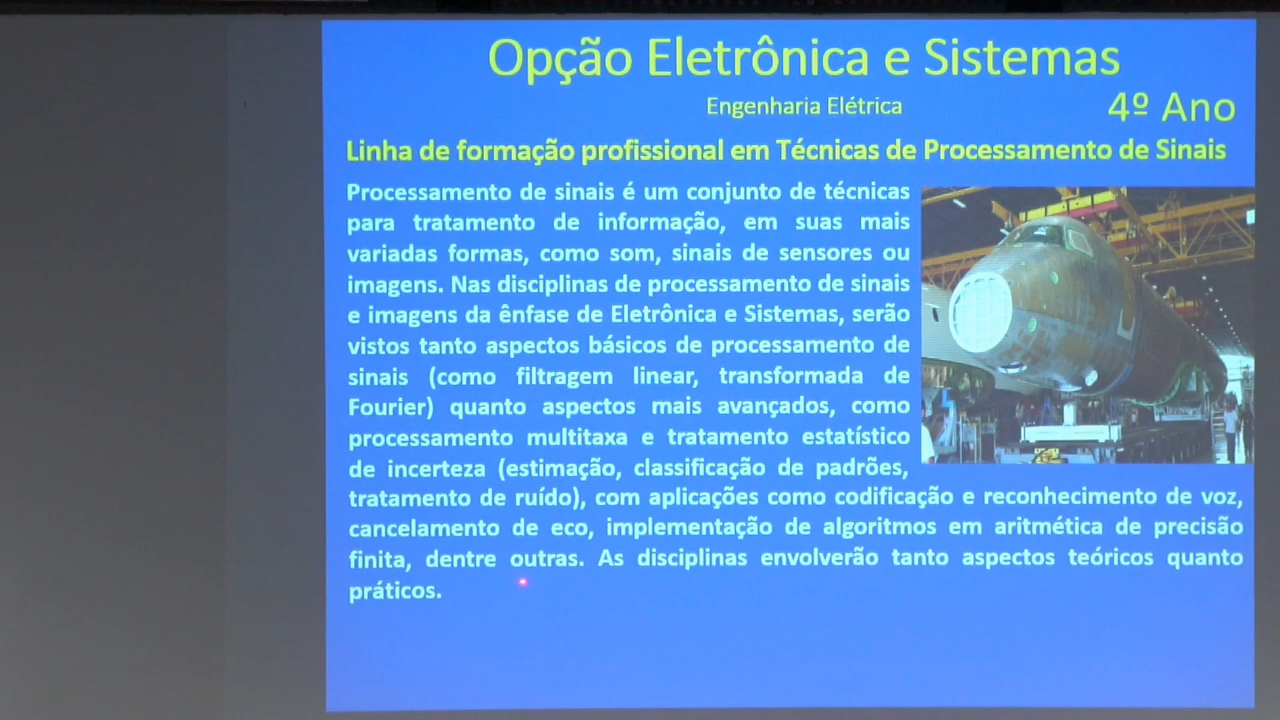 Opção Eletrônica e Sistemas
Engenharia Elétrica
4º Ano
Linha de formação profissional em Técnicas de Processamento de Sinais
Processamento de sinais é um conjunto de técnicas
para tratamento de informação, em suas mais
variadas formas, como som, sinais de sensores ou
imagens. Nas disciplinas de processamento de sinais
e imagens da ênfase de Eletrônica e Sistemas, serão
vistos tanto aspectos básicos de processamento de
sinais (como filtragem linear, transformada de
Fourier) quanto aspectos mais avançados, como
processamento multitaxa e tratamento estatístico
de incerteza (estimação, classificação de padrões,
tratamento de ruído), com aplicações como codificação e reconhecimento de voz,
cancelamento de eco, implementação de algoritmos em aritmética de precisão
finita, dentre outras. As disciplinas envolverão tanto aspectos teóricos quanto
práticos.